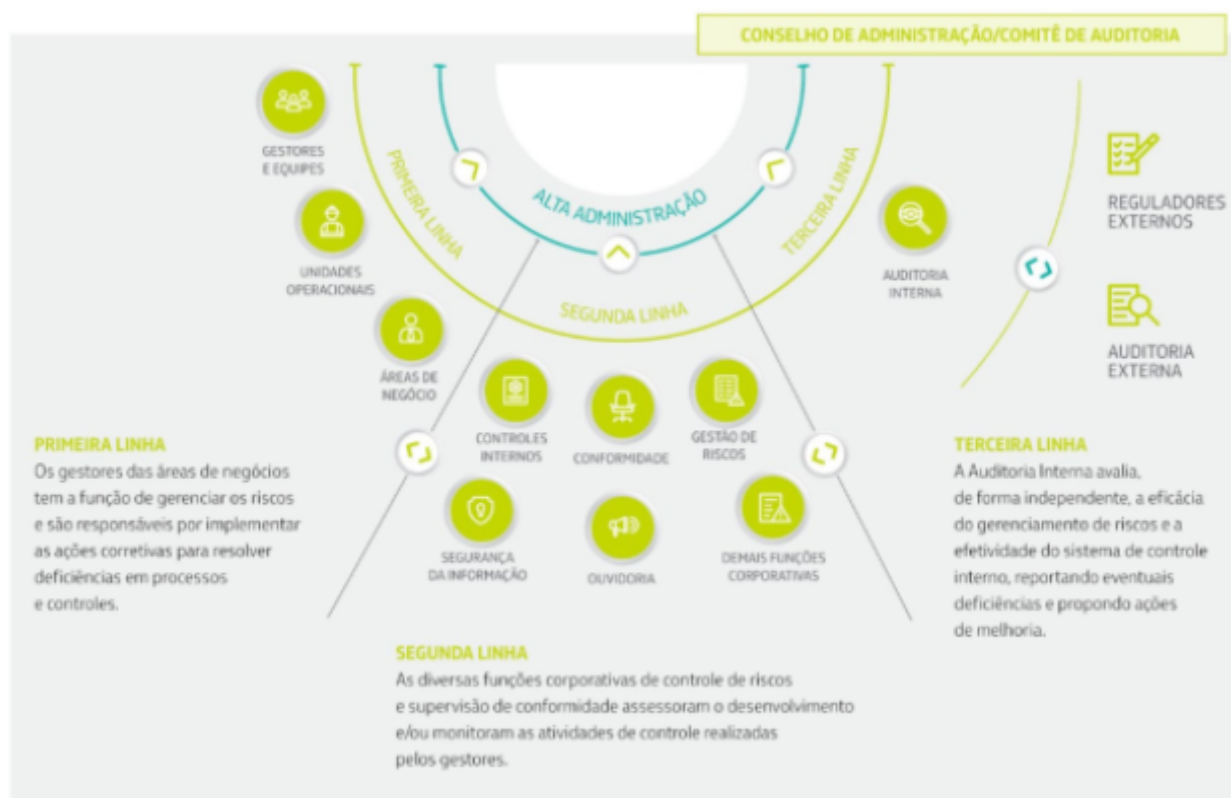 CONSELHO DE ADMINISTRAÇÃO/COMITÊ DE AUDITORIA
GESTORES
E EQUIPES
UNIDADES
OPERACIONAIS
ÁREAS DE
NEGÓCIO
PRIMEIRA LINHA
ALTA ADMINISTRAÇÃO
SEGUNDA LINHA
TERCEIRA LINHA
AUDITORIA
INTERNA
REGULADORES
EXTERNOS
AUDITORIA
EXTERNA
CONTROLES
INTERNOS
CONFORMIDADE
GESTÃO DE
RISCOS
SEGURANÇA
DA INFORMAÇÃO
OUVIDORIA
DEMAIS FUNÇÕES
CORPORATIVAS
PRIMEIRA LINHA
Os gestores das áreas de negócios
tem a função de gerenciar os riscos
e são responsáveis por implementar
as ações corretivas para resolver
deficiências em processos
e controles.
SEGUNDA LINHA
As diversas funções corporativas de controle de riscos
e supervisão de conformidade assessoram o desenvolvimento
e/ou monitoram as atividades de controle realizadas
pelos gestores.
TERCEIRA LINHA
A Auditoria Interna avalia,
de forma independente, a eficácia
do gerenciamento de riscos e a
efetividade do sistema de controle
interno, reportando eventuais
deficiências e propondo ações
de melhoria.